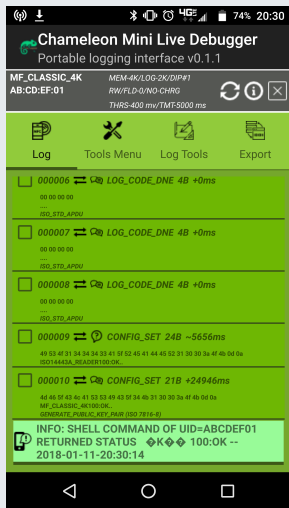 74% 20:30
Chameleon Mini Live Debugger
Portable logging interface v0.1.1
MF_CLASSIC_4K
AB:CD:EF:01
MEM-4K/LOG-2K/DIP#1
RW/FLD-0/NO-CHRG
THRS-400 mv/TMT-5000 ms
Log Tools Menu Log Tools Export
000006 LOG_CODE_DNE 4B +0ms
00 00 00 00
....
ISO_STD_APDU
000007 LOG_CODE_DNE 4B +0ms
00 00 00 00
....
ISO_STD_APDU
000008 LOG_CODE_DNE 4B +0ms
00 00 00 00
....
ISO_STD_APDU
000009 CONFIG_SET 24B ~5656ms
49 53 4f 31 34 34 34 33 41 5f 52 45 41 44 45 52 31 30 30 3a 4f 4b 0d 0a
ISO14443A_READER100:OK..
000010 CONFIG_SET 21B +24946ms
4d 46 5f 43 4c 41 53 53 49 43 5f 34 4b 31 30 30 3a 4f 4b 0d 0a
MF_CLASSIC_4K100:OK..
GENERATE_PUBLIC_KEY_PAIR (ISO 7816-8)
INFO: SHELL COMMAND OF UID=ABCDEF01
RETURNED STATUS �K�� 100:OK --
2018-01-11-20:30:14